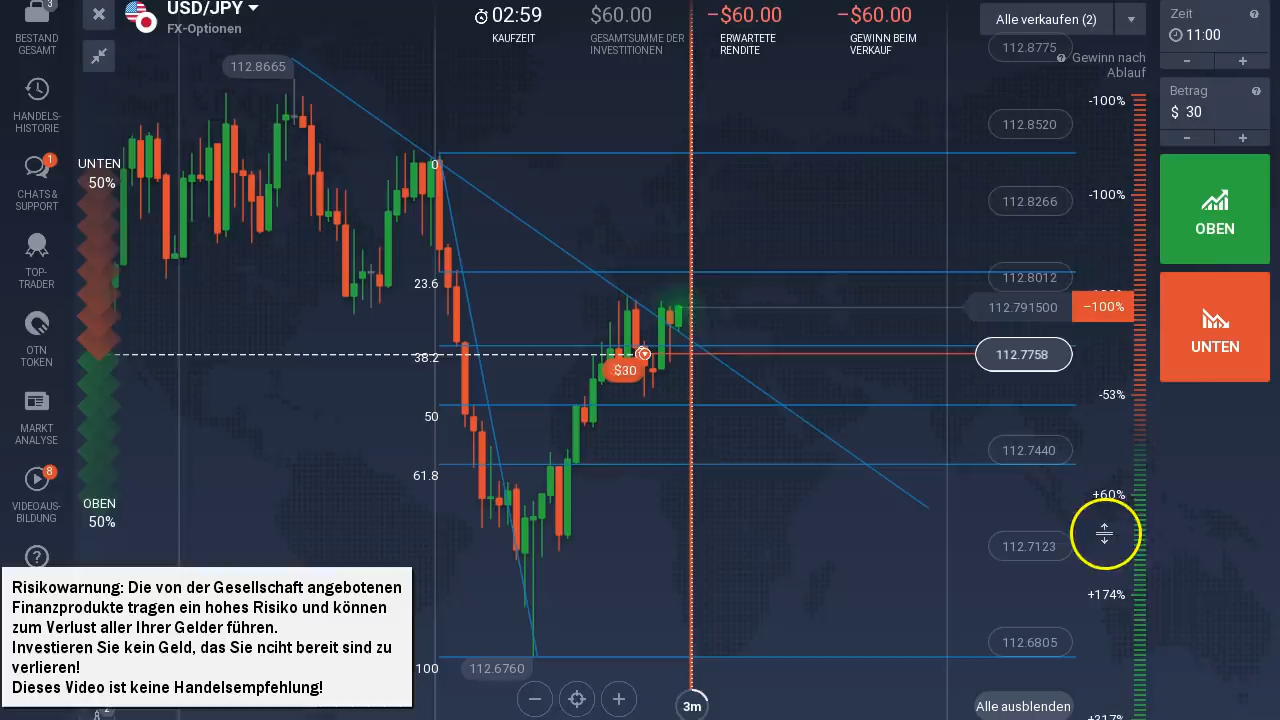 3
BESTAND
GESAMT
HANDELS-
HISTORIE
1
CHATS &
SUPPORT
TOP-
TRADER
OTN
TOKEN
MARKT
ANALYSE
8
VIDEOAUS-
BILDUNG
USD/JPY
FX-Optionen
02:59
KAUFZEIT
$60.00
GESAMTSUMME DER
INVESTITIONEN
−$60.00
ERWARTETE
RENDITE
−$60.00
GEWINN BEIM
VERKAUF
Alle verkaufen (2)
Gewinn nach
Ablauf
Zeit
11:00
Betrag
$ 30
OBEN
UNTEN
UNTEN
50%
OBEN
50%
112.8665
0
23.6
38.2
50
61.8
100
112.6760
$30
3m
112.8775
112.8520
112.8266
112.8012
112.791500
112.7758
112.7440
112.7123
112.6805
Alle ausblenden
-100%
-100%
−100%
-53%
+60%
+174%
+217%
Risikowarnung: Die von der Gesellschaft angebotenen
Finanzprodukte tragen ein hohes Risiko und können
zum Verlust aller Ihrer Gelder führen.
Investieren Sie kein Geld, das Sie nciht bereit sind zu
verlieren!
Dieses Video ist keine Handelsempfehlung!